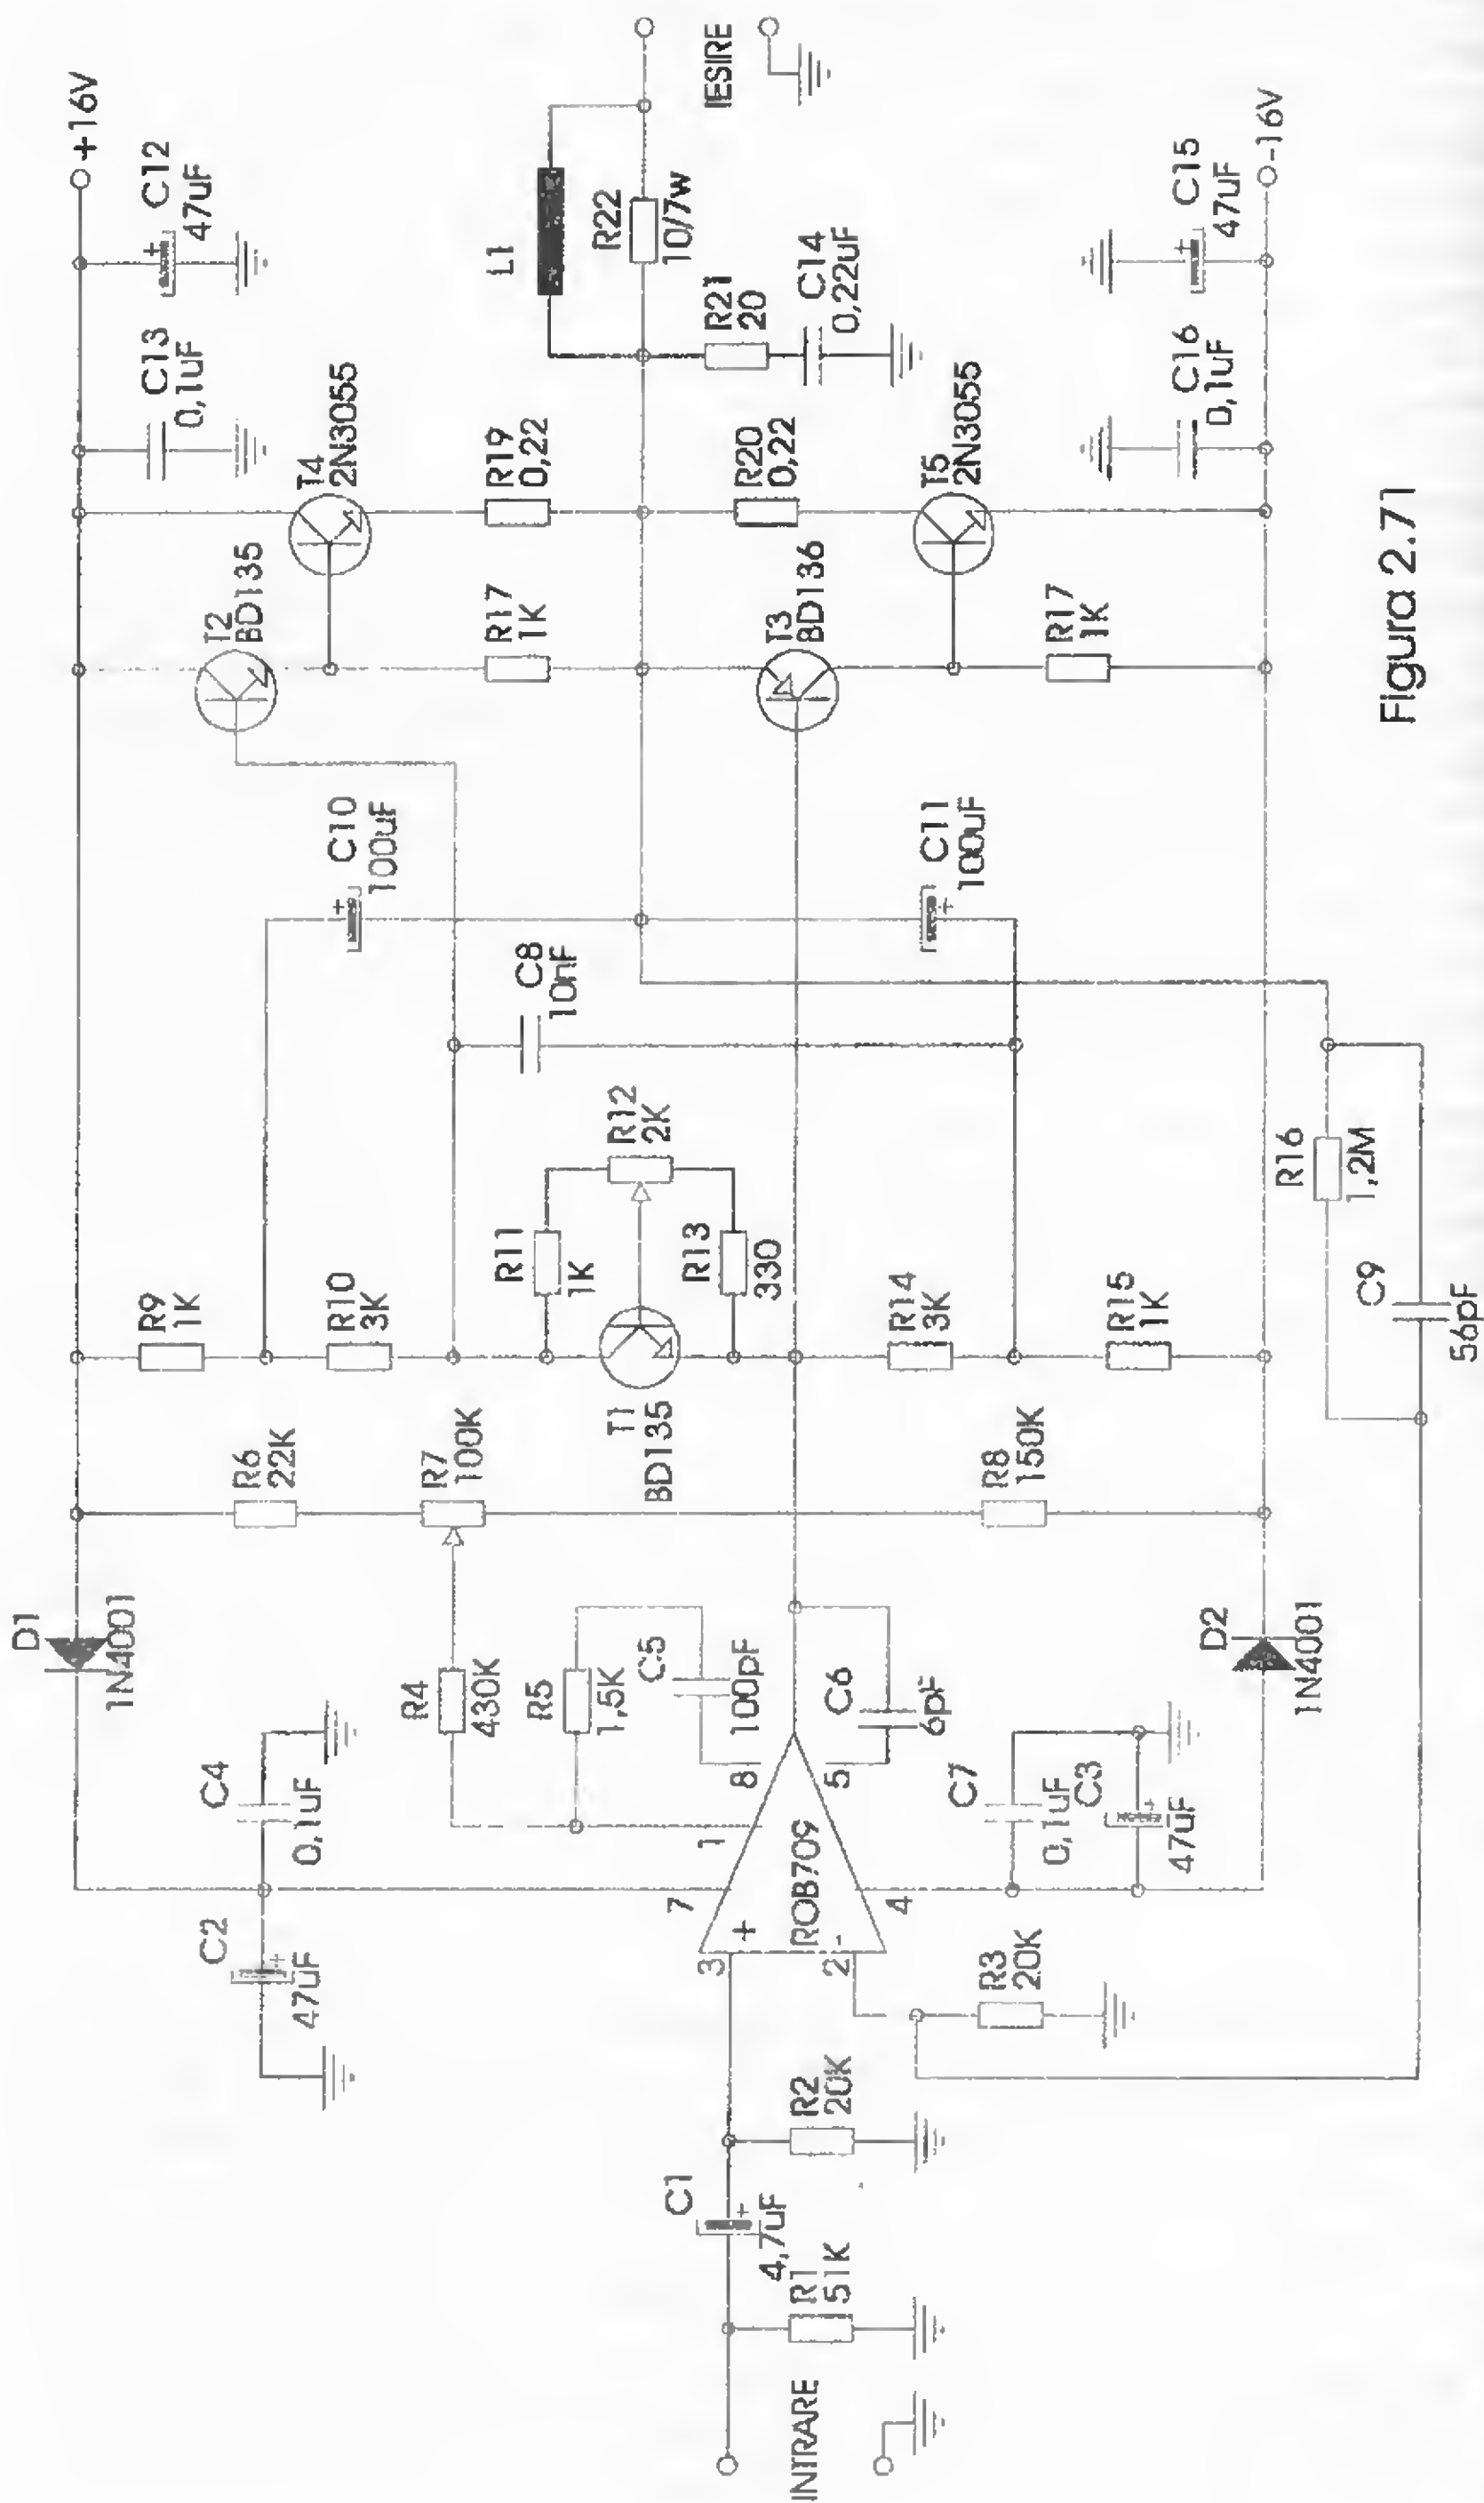 D1
1N4001
+16V
C2
47uF
C4
0,1uF
R6
22K
R9
1K
C13
0,1uF
C12
47uF
T2
BD135
T4
2N3055
R4
430K
R7
100K
R10
3K
C10
100uF
R5
1,5K
C5
100pF
T1
BD135
R11
1K
R12
2K
R13
330
C8
10nF
R17
1K
R19
0,22
L1
R22
10/7w
IESIRE
INTRARE
C1
4,7uF
R1
51K
R2
20K
3
+
2
-
ROB709
7
1
8
5
4
C6
6pF
T3
BD136
R20
0,22
R21
20
C14
0,22uF
R3
20K
C7
0,1uF
C3
47uF
R8
150K
R14
3K
R15
1K
C11
100uF
T5
2N3055
R17
1K
C16
0,1uF
C15
47uF
-16V
D2
1N4001
R16
1,2M
C9
56pF
Figura 2.71